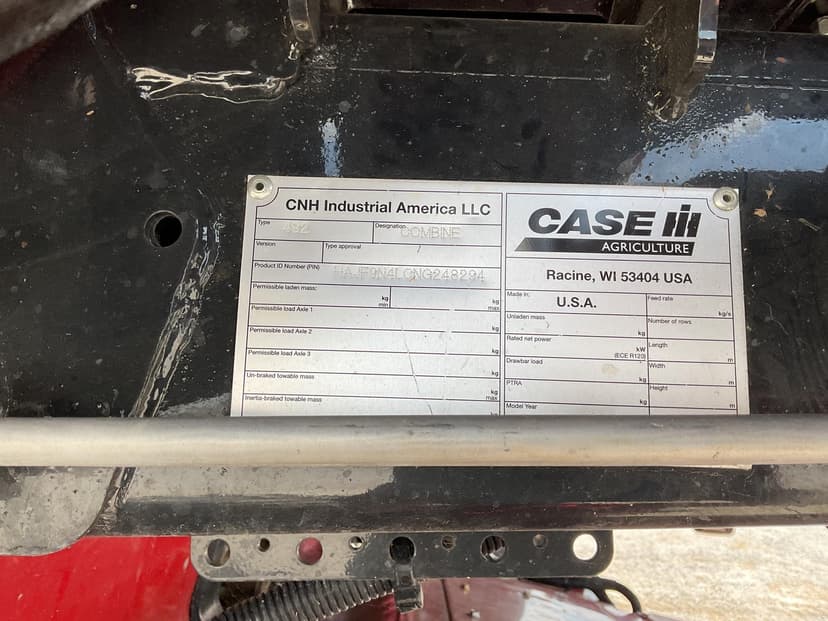 CNH Industrial America LLC
Type
Designation
COMBINE
Version
Type approval
Product ID Number (PIN)
Permissible laden mass:
kg
min
kg
max
Permissible load Axle 1
kg
Permissible load Axle 2
kg
Permissible load Axle 3
kg
Un-braked towable mass
kg
max
Inertia-braked towable mass
kg
CASE IH
AGRICULTURE
Racine, WI 53404 USA
Made in:
U.S.A.
Feed rate
kg/s
Unladen mass
kg
Number of rows
Rated net power
kW
(ECE R120)
Length
m
Drawbar load
kg
Width
m
PTRA
kg
Height
m
Model Year